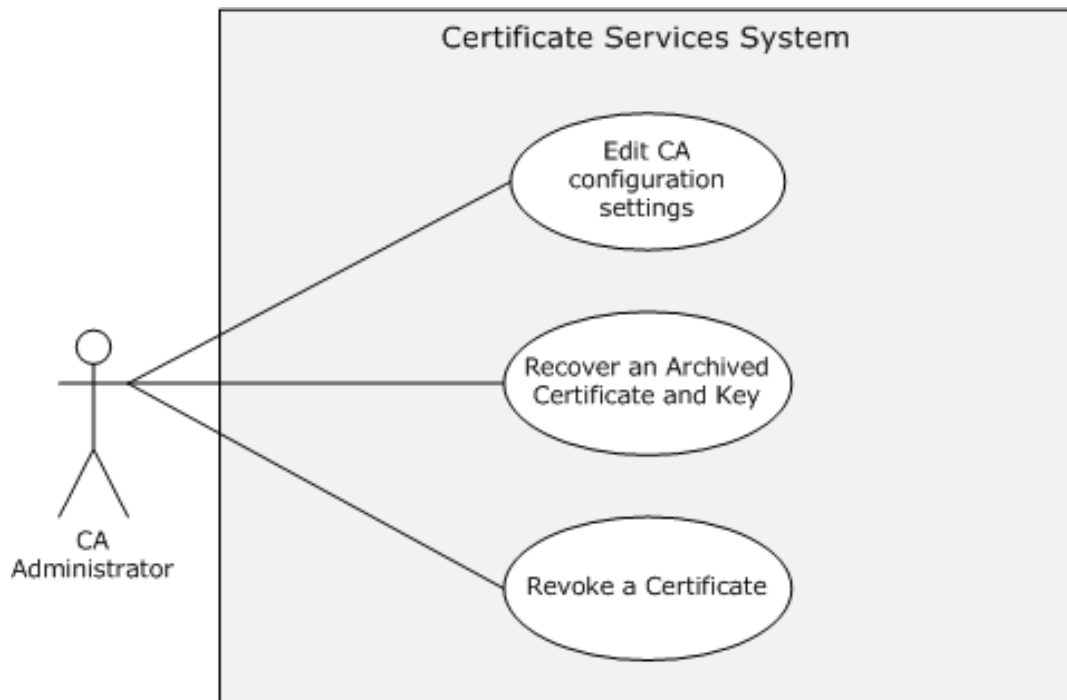 Certificate Services System
Edit CA
configuration
settings
Recover an Archived
Certificate and Key
CA
Administrator
Revoke a Certificate